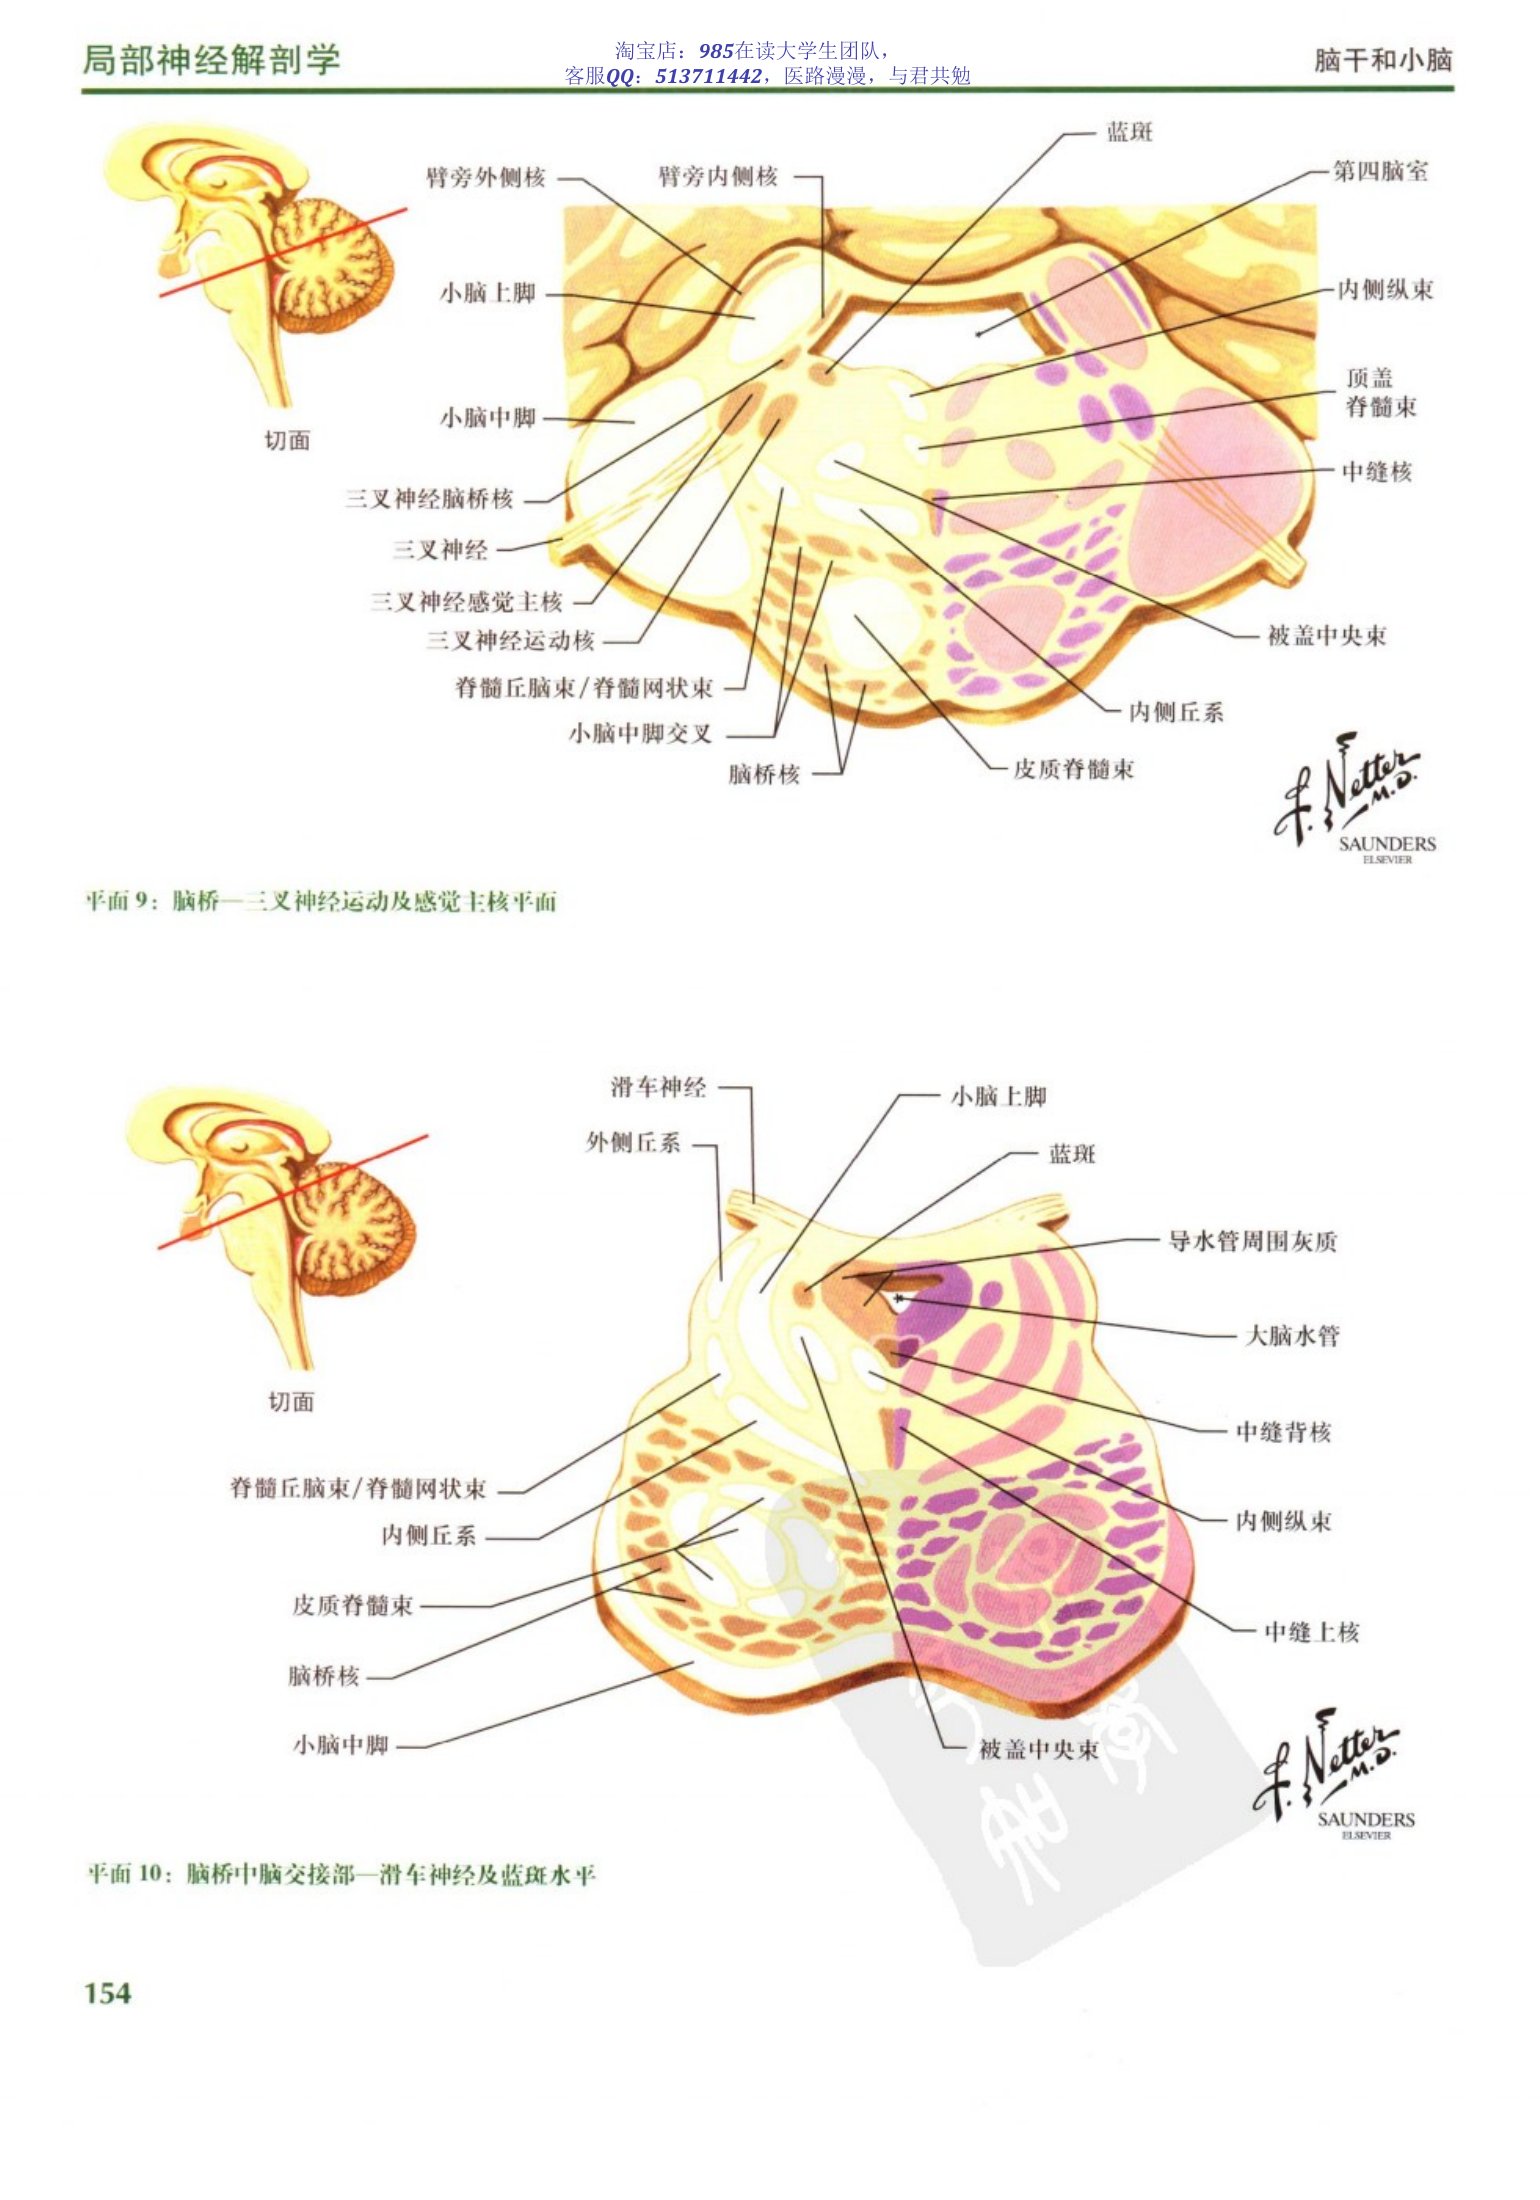 局部神经解剖学
淘宝店：985在读大学生团队，
客服QQ：513711442，医路漫漫，与君共勉
脑干和小脑
蓝斑
臂旁外侧核
臂旁内侧核
第四脑室
小脑上脚
内侧纵束
顶盖
脊髓束
小脑中脚
切面
中缝核
三叉神经脑桥核
三叉神经
三叉神经感觉主核
三叉神经运动核
被盖中央束
脊髓丘脑束/脊髓网状束
内侧丘系
小脑中脚交叉
脑桥核
皮质脊髓束
F. Netter
M.D.
SAUNDERS
ELSEVIER
平面 9：脑桥—三叉神经运动及感觉主核平面
滑车神经
小脑上脚
外侧丘系
蓝斑
导水管周围灰质
大脑水管
切面
中缝背核
脊髓丘脑束/脊髓网状束
内侧丘系
内侧纵束
皮质脊髓束
中缝上核
脑桥核
小脑中脚
被盖中央束
F. Netter
M.D.
SAUNDERS
ELSEVIER
平面 10：脑桥中脑交接部—滑车神经及蓝斑水平
154